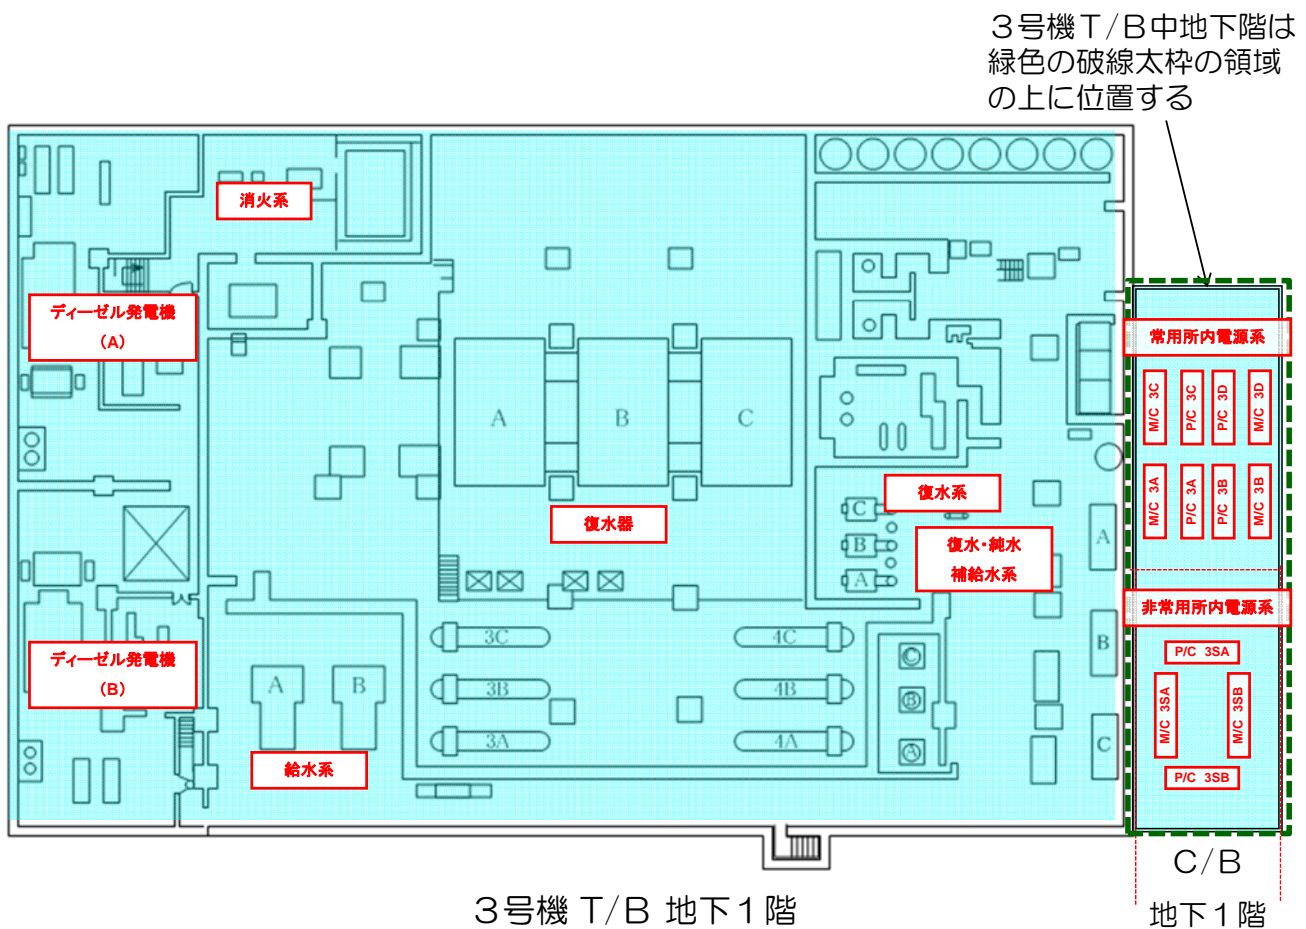 ３号機Ｔ/Ｂ中地下階は
緑色の破線太枠の領域
の上に位置する
消火系
ディーゼル発電機
（A）
常用所内電源系
M/C 3C
P/C 3C
P/C 3D
M/C 3D
M/C 3A
P/C 3A
P/C 3B
M/C 3B
A
B
C
復水器
復水系
C
B
A
復水・純水
補給水系
A
B
C
非常用所内電源系
P/C 3SA
M/C 3SA
M/C 3SB
P/C 3SB
ディーゼル発電機
（B）
3C
3B
3A
4C
4B
4A
C
B
A
A
B
給水系
C/B
地下１階
３号機 T/B 地下１階